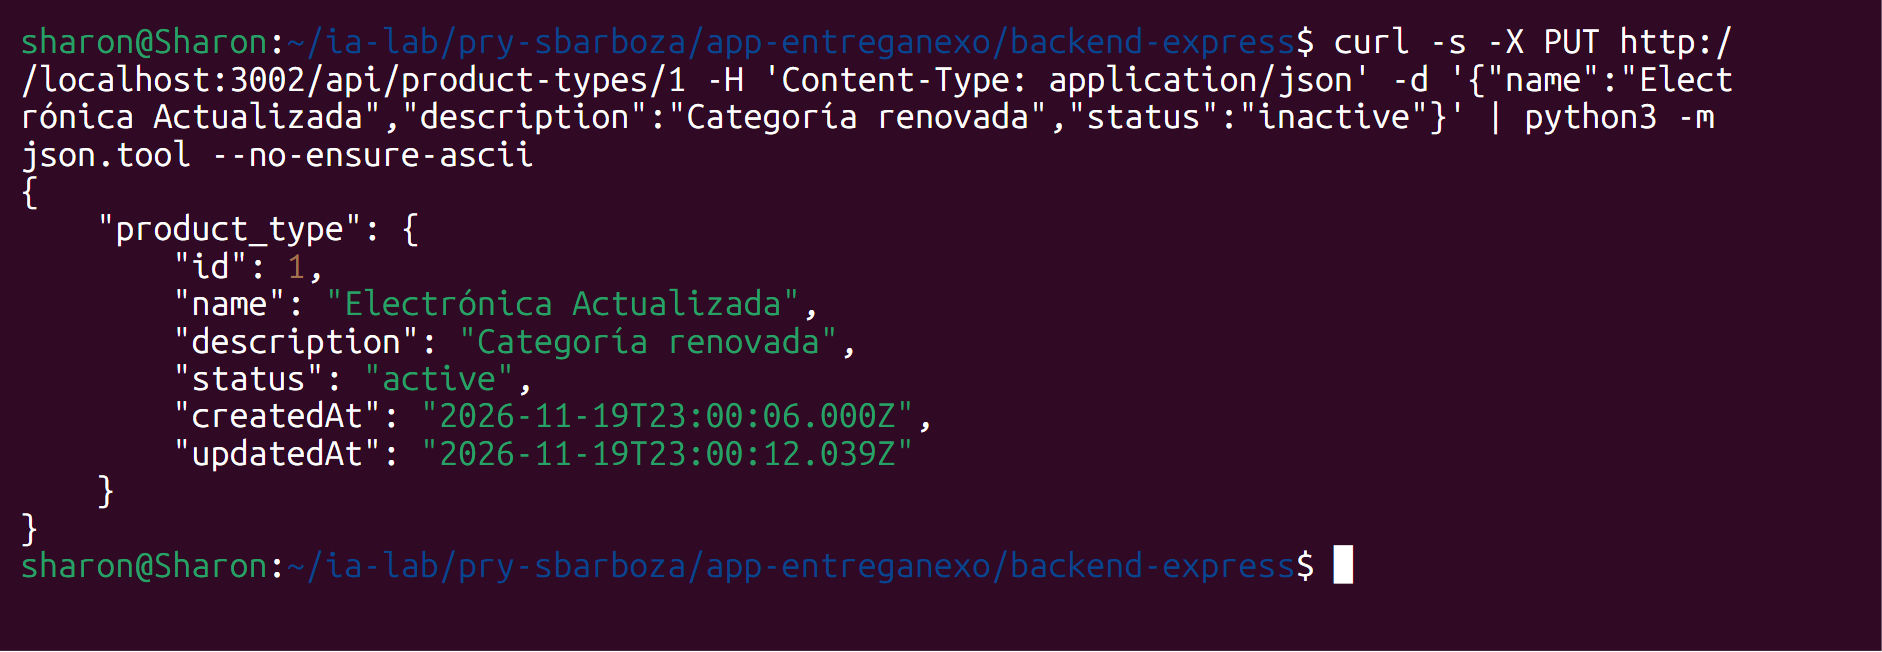 sharon@Sharon:~/ia-lab/pry-sbarboza/app-entreganexo/backend-express$ curl -s -X PUT http:/
/localhost:3002/api/product-types/1 -H 'Content-Type: application/json' -d '{"name":"Elect
rónica Actualizada","description":"Categoría renovada","status":"inactive"}' | python3 -m
json.tool --no-ensure-ascii
{
    "product_type": {
        "id": 1,
        "name": "Electrónica Actualizada",
        "description": "Categoría renovada",
        "status": "active",
        "createdAt": "2026-11-19T23:00:06.000Z",
        "updatedAt": "2026-11-19T23:00:12.039Z"
    }
}
sharon@Sharon:~/ia-lab/pry-sbarboza/app-entreganexo/backend-express$